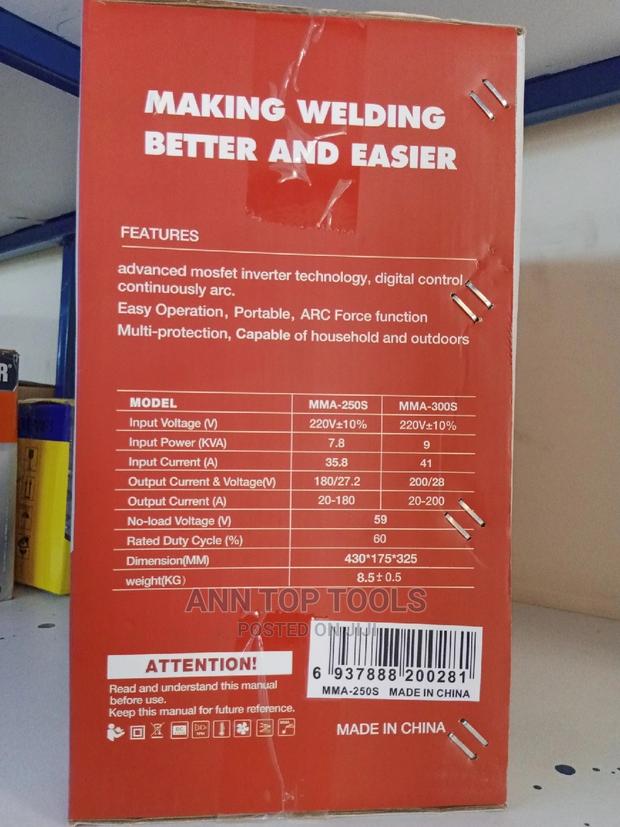 MAKING WELDING
BETTER AND EASIER
FEATURES
advanced mosfet inverter technology, digital control,
continuously arc.
Easy Operation, Portable, ARC Force function
Multi-protection, Capable of household and outdoors
MODEL MMA-250S MMA-300S
Input Voltage (V) 220V±10% 220V±10%
Input Power (KVA) 7.8 9
Input Current (A) 35.8 41
Output Current & Voltage(V) 180/27.2 200/28
Output Current (A) 20-180 20-200
No-load Voltage (V) 59
Rated Duty Cycle (%) 60
Dimension(MM) 430*175*325
weight(KG) 8.5±0.5
ANN TOP TOOLS
POSTED ON JIJI
ATTENTION!
Read and understand this manual
before use.
Keep this manual for future reference.
6 937888 200281
MMA-250S MADE IN CHINA
MADE IN CHINA
R